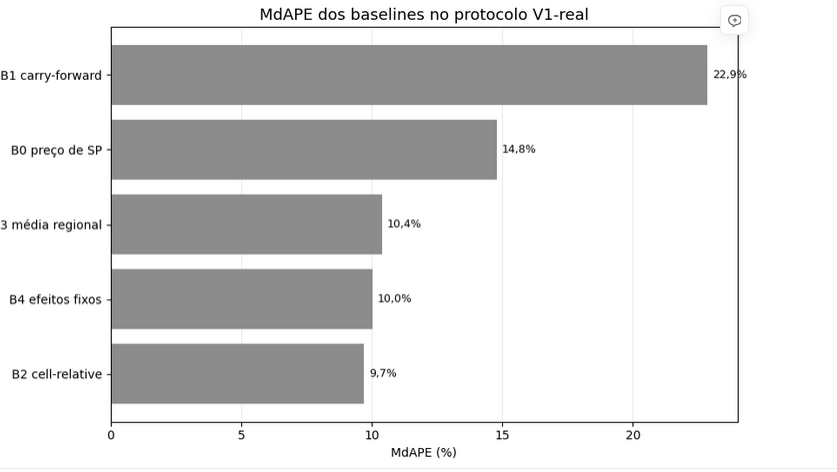 MdAPE dos baselines no protocolo V1-real
B1 carry-forward
22,9%
B0 preço de SP
14,8%
3 média regional
10,4%
B4 efeitos fixos
10,0%
B2 cell-relative
9,7%
0 5 10 15 20
MdAPE (%)